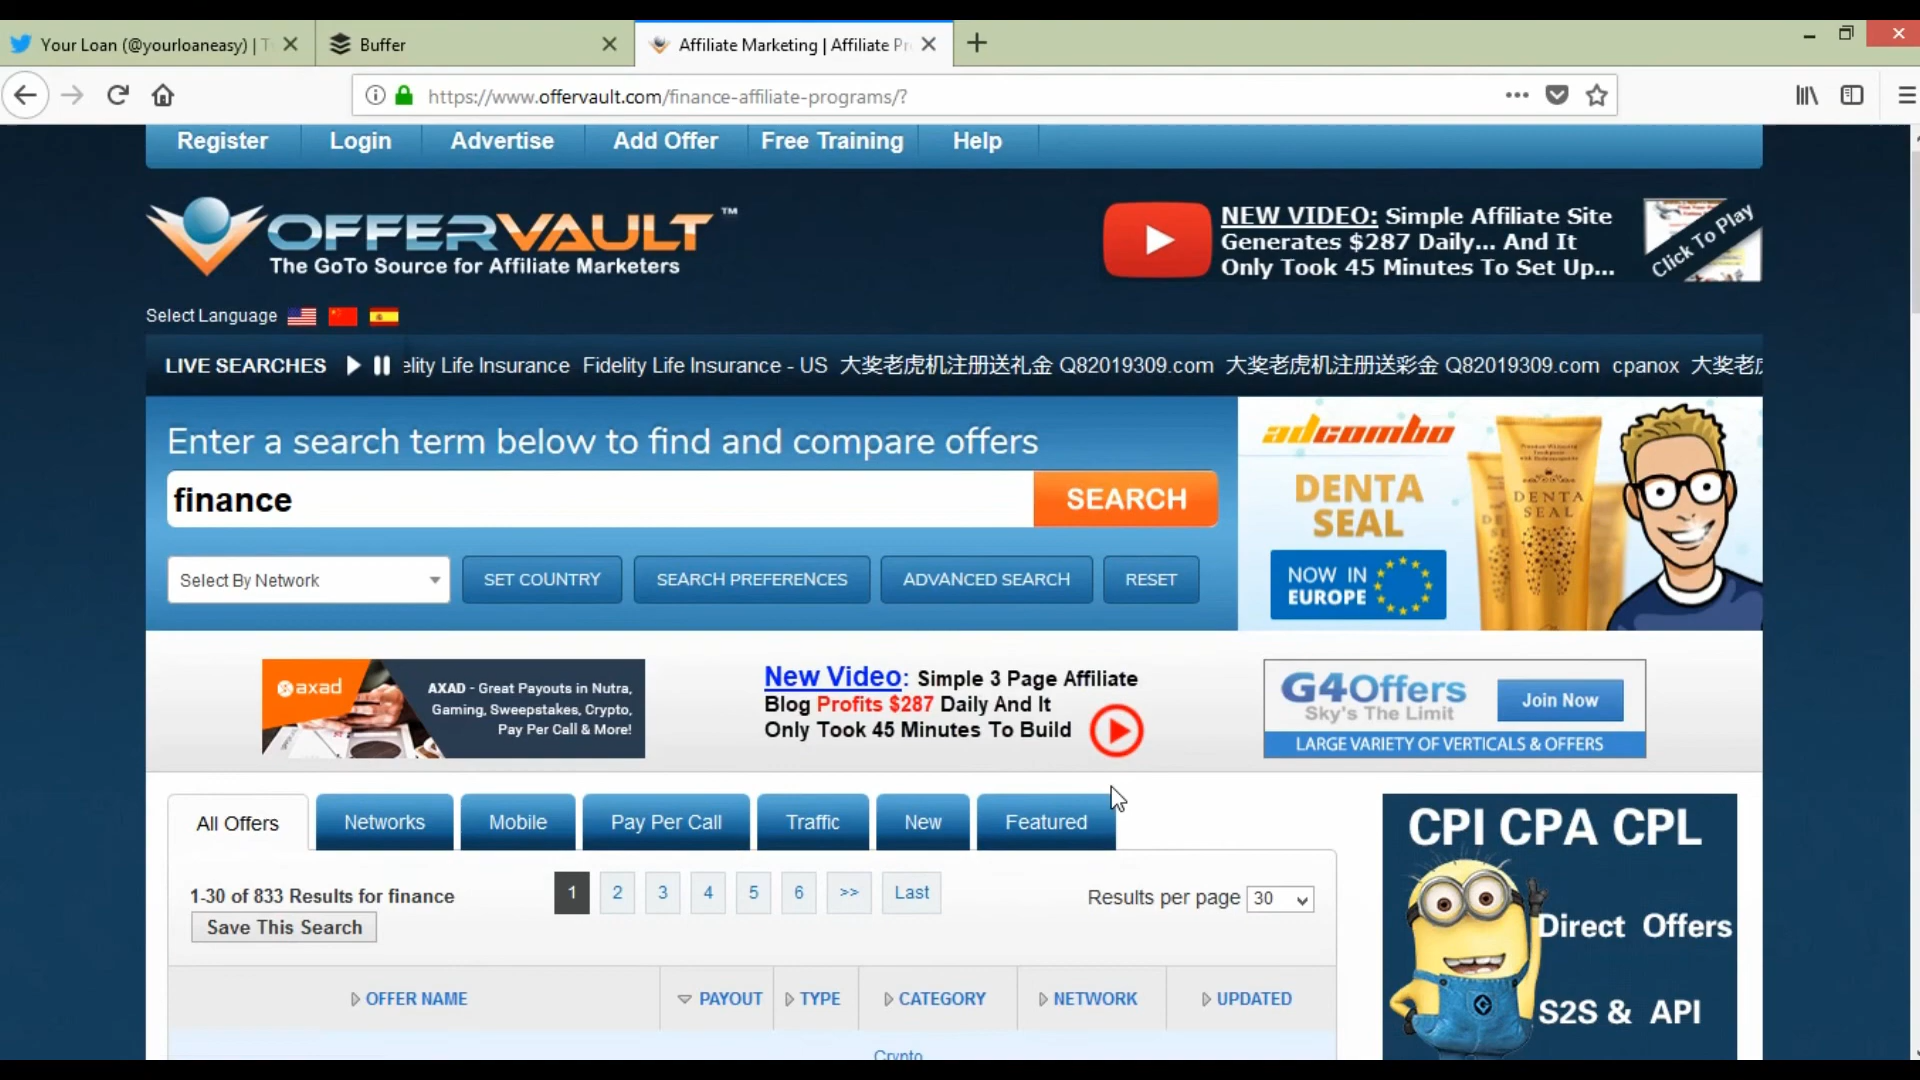 Your Loan (@yourloaneasy) | T
Buffer
Affiliate Marketing | Affiliate Pr
https://www.offervault.com/finance-affiliate-programs/?
Register
Login
Advertise
Add Offer
Free Training
Help
OFFERVAULT™
The GoTo Source for Affiliate Marketers
NEW VIDEO: Simple Affiliate Site
Generates $287 Daily... And It
Only Took 45 Minutes To Set Up...
Click To Play
Select Language
LIVE SEARCHES
elity Life Insurance Fidelity Life Insurance - US 大奖老虎机注册送礼金 Q82019309.com 大奖老虎机注册送彩金 Q82019309.com cpanox 大奖老虎
Enter a search term below to find and compare offers
finance
SEARCH
Select By Network
SET COUNTRY
SEARCH PREFERENCES
ADVANCED SEARCH
RESET
adcombo
DENTA
SEAL
NOW IN
EUROPE
DENTA
SEAL
axad
AXAD - Great Payouts in Nutra,
Gaming, Sweepstakes, Crypto,
Pay Per Call & More!
New Video: Simple 3 Page Affiliate
Blog Profits $287 Daily And It
Only Took 45 Minutes To Build
G4Offers
Sky's The Limit
Join Now
LARGE VARIETY OF VERTICALS & OFFERS
All Offers
Networks
Mobile
Pay Per Call
Traffic
New
Featured
1-30 of 833 Results for finance
Save This Search
1 2 3 4 5 6 >> Last
Results per page 30
OFFER NAME
PAYOUT
TYPE
CATEGORY
NETWORK
UPDATED
Crypto
CPI CPA CPL
Direct Offers
S2S & API